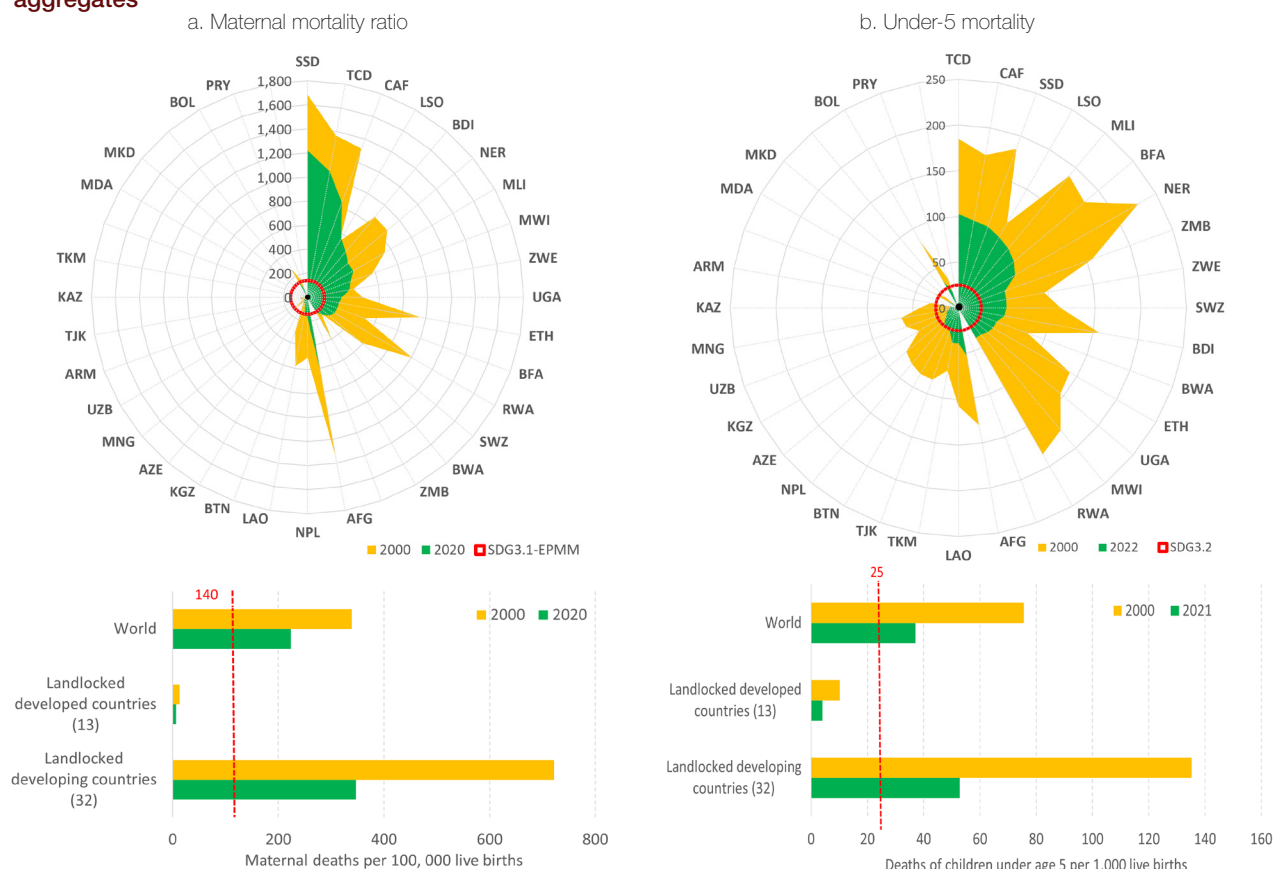 aggregates
a. Maternal mortality ratio
SSD
TCD
CAF
LSO
BDI
NER
MLI
MWI
ZWE
UGA
ETH
BFA
RWA
SWZ
BWA
ZMB
AFG
NPL
LAO
BTN
KGZ
AZE
MNG
UZB
ARM
TJK
KAZ
TKM
MDA
MKD
BOL
PRY
1,800
1,600
1,400
1,200
1,000
800
600
400
200
0
2000 2020 SDG3.1-EPMM
140
2000 2020
World
Landlocked
developed countries
(13)
Landlocked
developing countries
(32)
0 200 400 600 800
Maternal deaths per 100, 000 live births
b. Under-5 mortality
TCD
CAF
SSD
LSO
MLI
BFA
NER
ZMB
ZWE
SWZ
BDI
BWA
ETH
UGA
MWI
RWA
AFG
LAO
TKM
TJK
BTN
NPL
AZE
KGZ
UZB
MNG
KAZ
ARM
MDA
MKD
BOL
PRY
250
200
150
100
50
0
2000 2022 SDG3.2
25
2000 2021
World
Landlocked developed
countries (13)
Landlocked developing
countries (32)
0 20 40 60 80 100 120 140 160
Deaths of children under age 5 per 1,000 live births